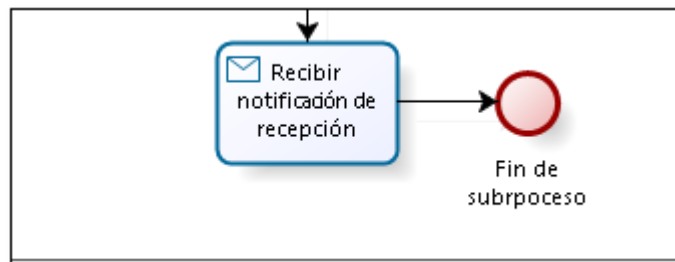 Recibir
notificación de
recepción
Fin de
subrpoceso